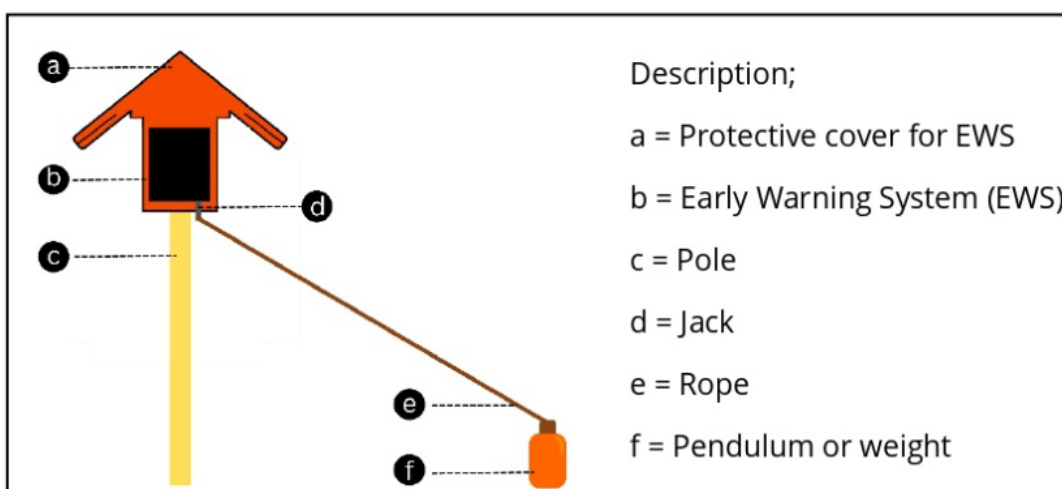 a
b
c
d
e
f
Description;
a = Protective cover for EWS
b = Early Warning System (EWS)
c = Pole
d = Jack
e = Rope
f = Pendulum or weight